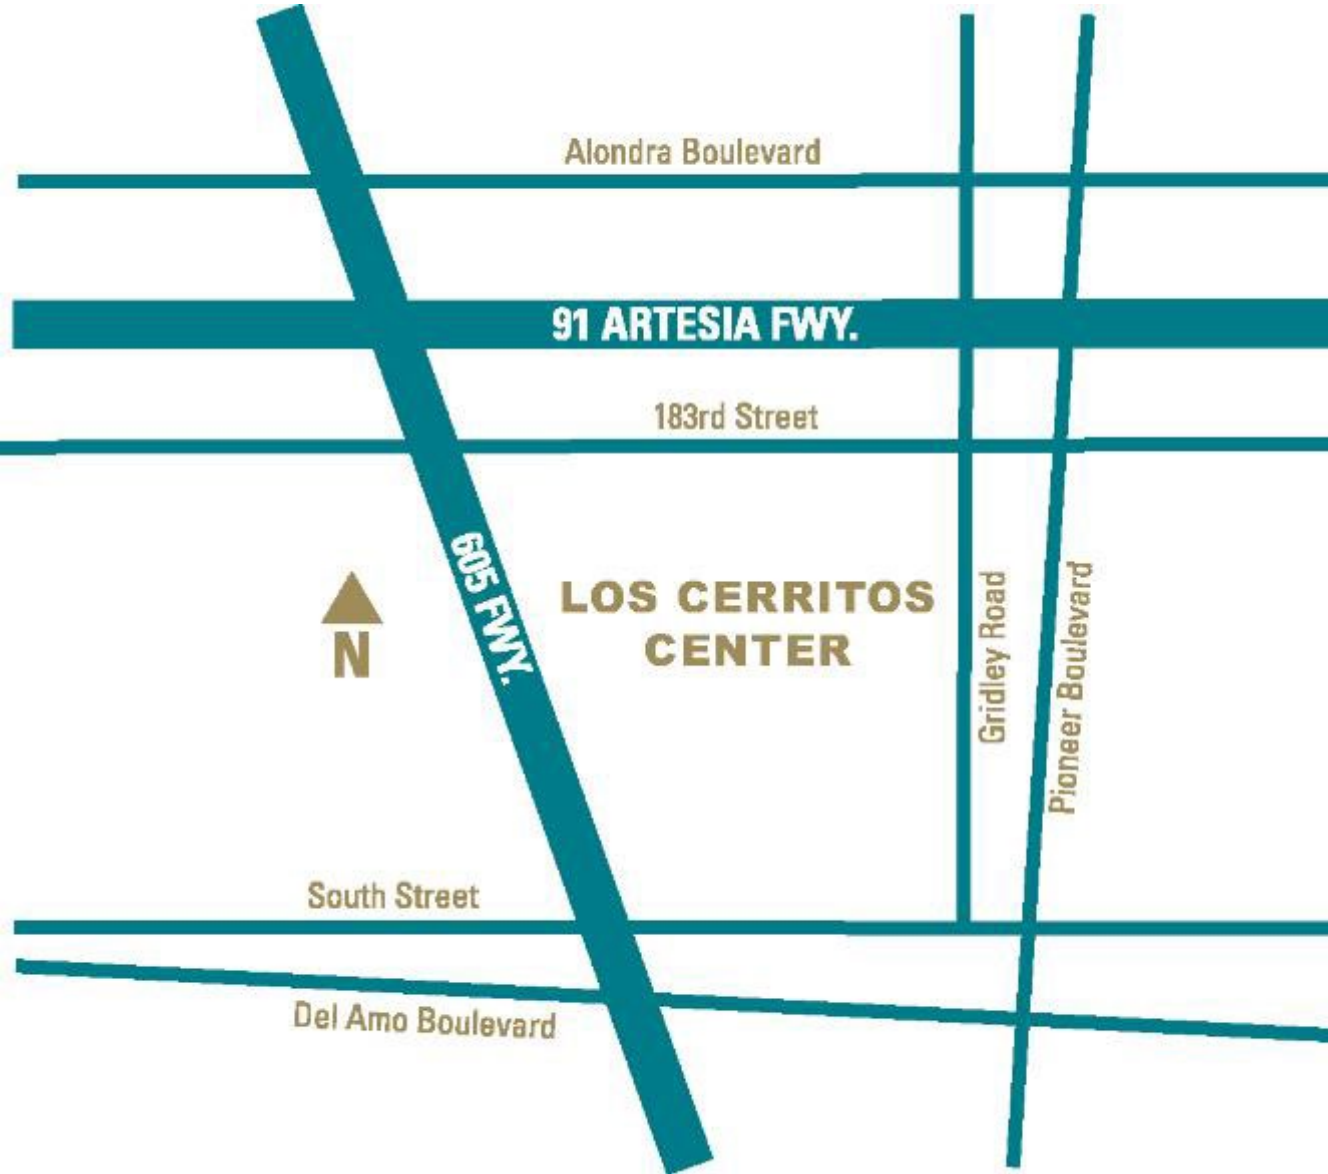 Alondra Boulevard
91 ARTESIA FWY.
183rd Street
605 FWY.
LOS CERRITOS
CENTER
N
Gridley Road
Pioneer Boulevard
South Street
Del Amo Boulevard